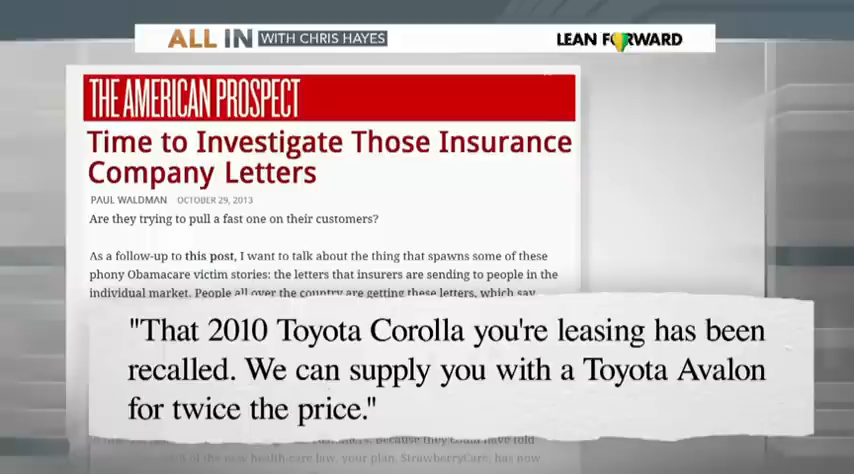 ALL IN WITH CHRIS HAYES
LEAN FORWARD
THE AMERICAN PROSPECT
Time to Investigate Those Insurance
Company Letters
PAUL WALDMAN OCTOBER 29, 2013
Are they trying to pull a fast one on their customers?
As a follow-up to this post, I want to talk about the thing that spawns some of these
phony Obamacare victim stories: the letters that insurers are sending to people in the
individual market. People all over the country are getting these letters, which say
"That 2010 Toyota Corolla you're leasing has been
recalled. We can supply you with a Toyota Avalon
for twice the price."
Because they could have told
of the new health-care law, your plan, StrawberryCare, has now